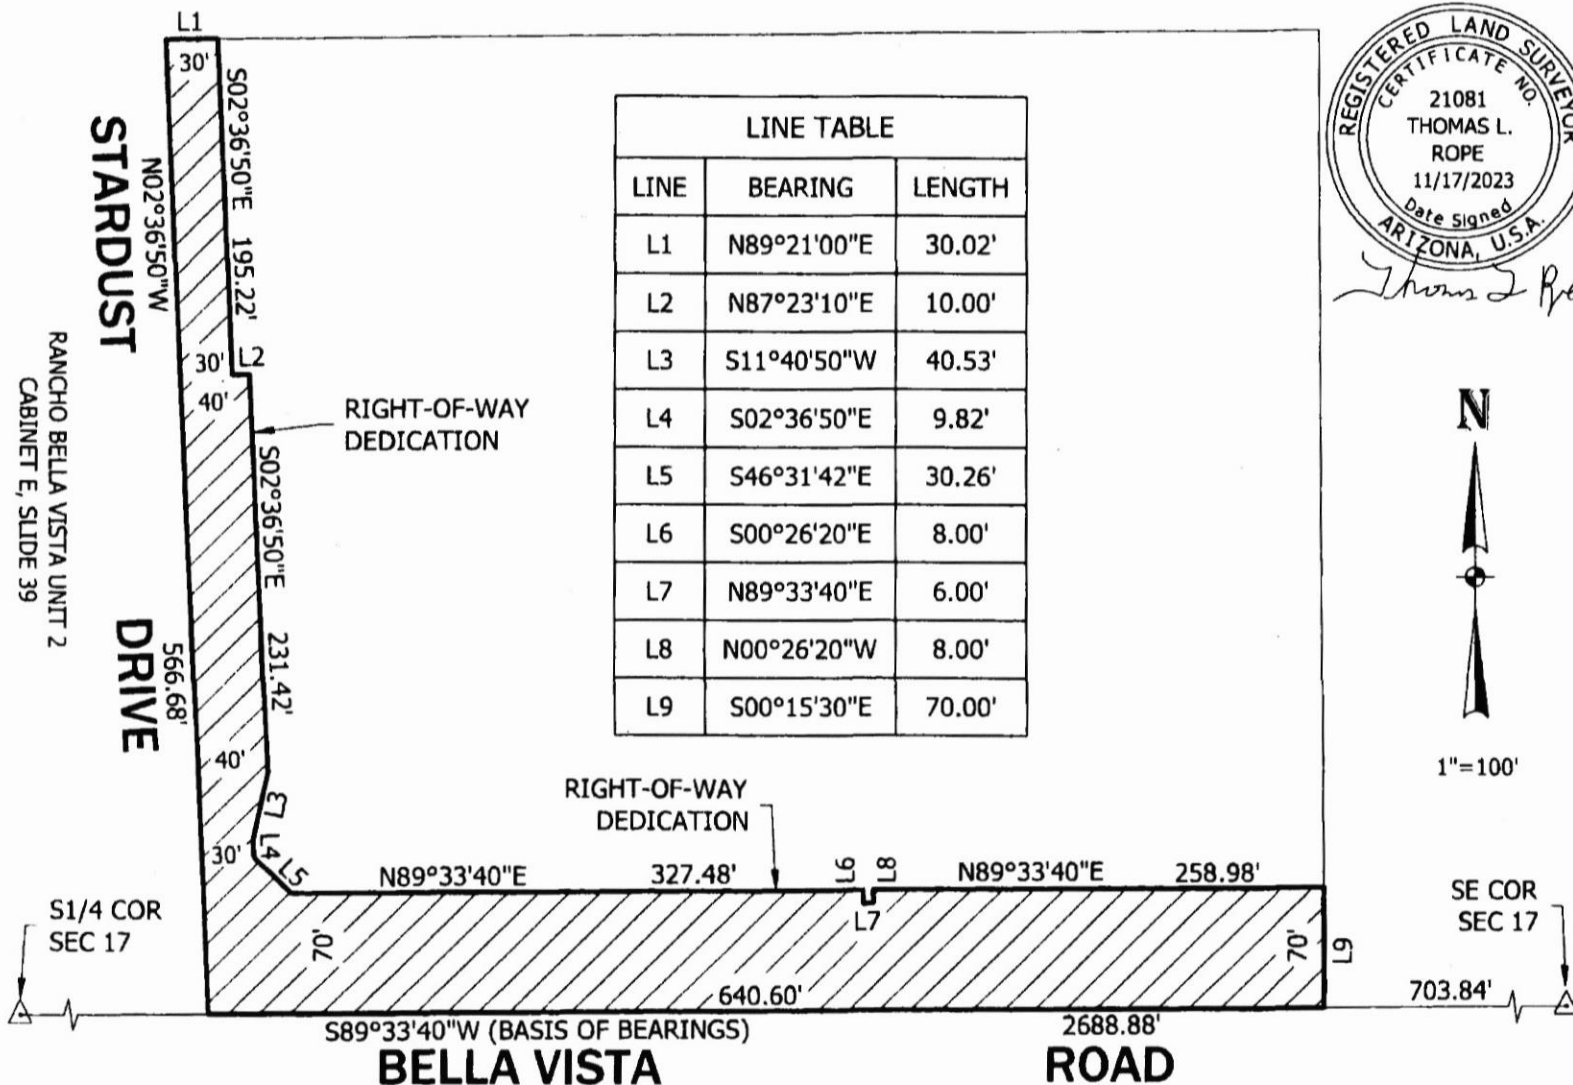 L1
30'
S02°36'50"E 195.22'
STARDUST
N02°36'50"W
30'
L2
40'
RIGHT-OF-WAY
DEDICATION
RANCHO BELLA VISTA UNIT 2
CABINET E, SLIDE 39
S02°36'50"E 231.42'
DRIVE
566.68'
40'
L3
30'
L4
L5
LINE TABLE
LINE BEARING LENGTH
L1 N89°21'00"E 30.02'
L2 N87°23'10"E 10.00'
L3 S11°40'50"W 40.53'
L4 S02°36'50"E 9.82'
L5 S46°31'42"E 30.26'
L6 S00°26'20"E 8.00'
L7 N89°33'40"E 6.00'
L8 N00°26'20"W 8.00'
L9 S00°15'30"E 70.00'
REGISTERED LAND SURVEYOR
CERTIFICATE NO.
21081
THOMAS L.
ROPE
11/17/2023
Date Signed
ARIZONA, U.S.A.
N
1"=100'
RIGHT-OF-WAY
DEDICATION
N89°33'40"E 327.48'
L6
L8
L7
N89°33'40"E 258.98'
S1/4 COR
SEC 17
SE COR
SEC 17
70'
70'
L9
640.60'
703.84'
S89°33'40"W (BASIS OF BEARINGS) 2688.88'
BELLA VISTA ROAD